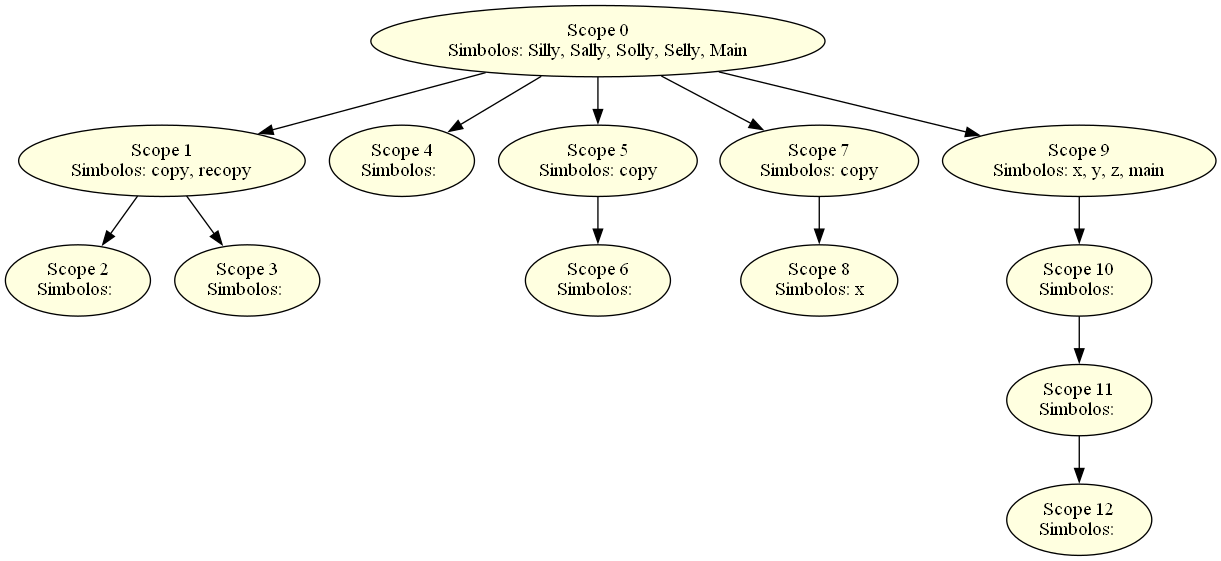 Scope 0
Simbolos: Silly, Sally, Solly, Selly, Main
Scope 1
Simbolos: copy, recopy
Scope 4
Simbolos:
Scope 5
Simbolos: copy
Scope 7
Simbolos: copy
Scope 9
Simbolos: x, y, z, main
Scope 2
Simbolos:
Scope 3
Simbolos:
Scope 6
Simbolos:
Scope 8
Simbolos: x
Scope 10
Simbolos:
Scope 11
Simbolos:
Scope 12
Simbolos: